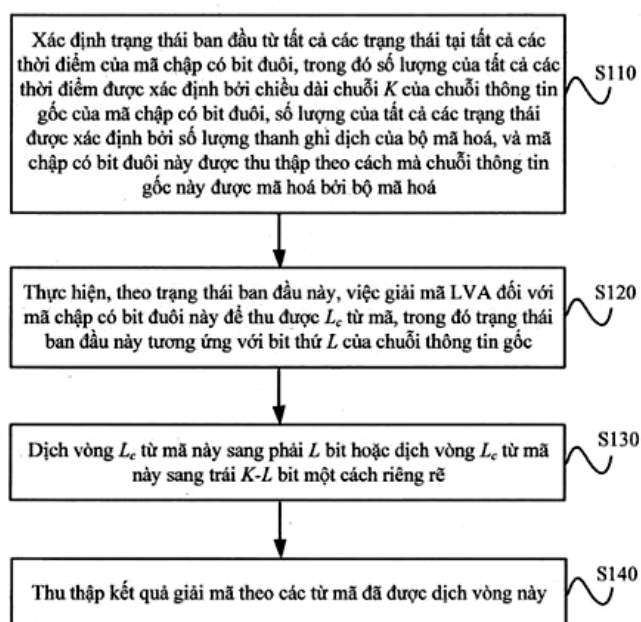 Xác định trạng thái ban đầu từ tất cả các trạng thái tại tất cả các
thời điểm của mã chập có bit đuôi, trong đó số lượng của tất cả các
thời điểm được xác định bởi chiều dài chuỗi K của chuỗi thông tin
gốc của mã chập có bit đuôi, số lượng của tất cả các trạng thái
được xác định bởi số lượng thanh ghi dịch của bộ mã hoá, và mã
chập có bit đuôi này được thu thập theo cách mà chuỗi thông tin
gốc này được mã hoá bởi bộ mã hoá
S110
Thực hiện, theo trạng thái ban đầu này, việc giải mã LVA đối với
mã chập có bit đuôi này để thu được Lc từ mã, trong đó trạng thái
ban đầu này tương ứng với bit thứ L của chuỗi thông tin gốc
S120
Dịch vòng Lc từ mã này sang phải L bit hoặc dịch vòng Lc từ mã
này sang trái K-L bit một cách riêng rẽ
S130
Thu thập kết quả giải mã theo các từ mã đã được dịch vòng này
S140